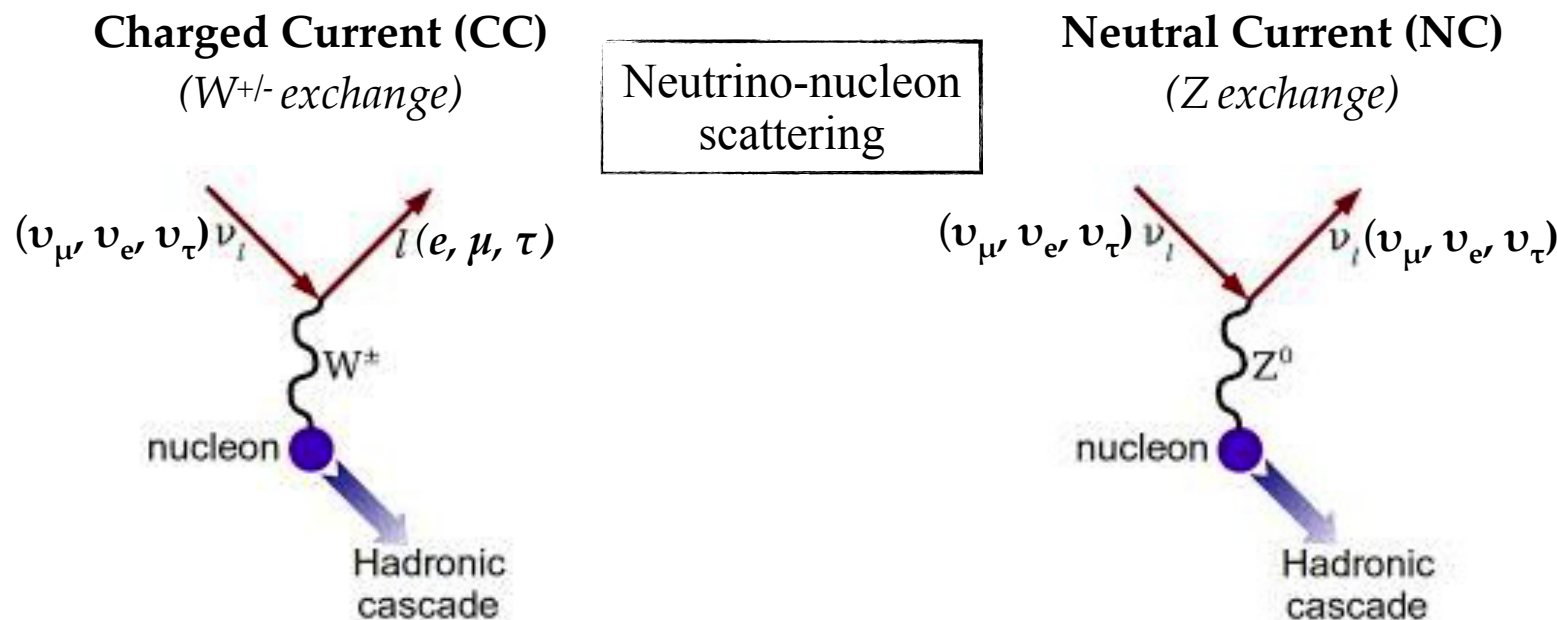 Charged Current (CC)
(W+/- exchange)
Neutrino-nucleon
scattering
Neutral Current (NC)
(Z exchange)
(υμ, υe, υτ) νl
l (e, μ, τ)
W±
nucleon
Hadronic
cascade
(υμ, υe, υτ) νl
νl (υμ, υe, υτ)
Z0
nucleon
Hadronic
cascade